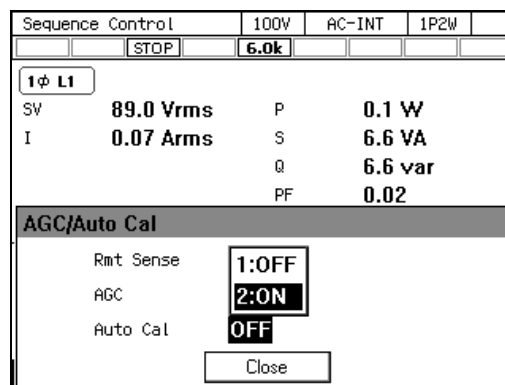 Sequence Control 100V AC-INT 1P2W
STOP 6.0k
1ϕ L1
SV 89.0 Vrms P 0.1 W
I 0.07 Arms S 6.6 VA
Q 6.6 var
PF 0.02
AGC/Auto Cal
Rmt Sense 1:OFF
AGC 2:ON
Auto Cal OFF
Close